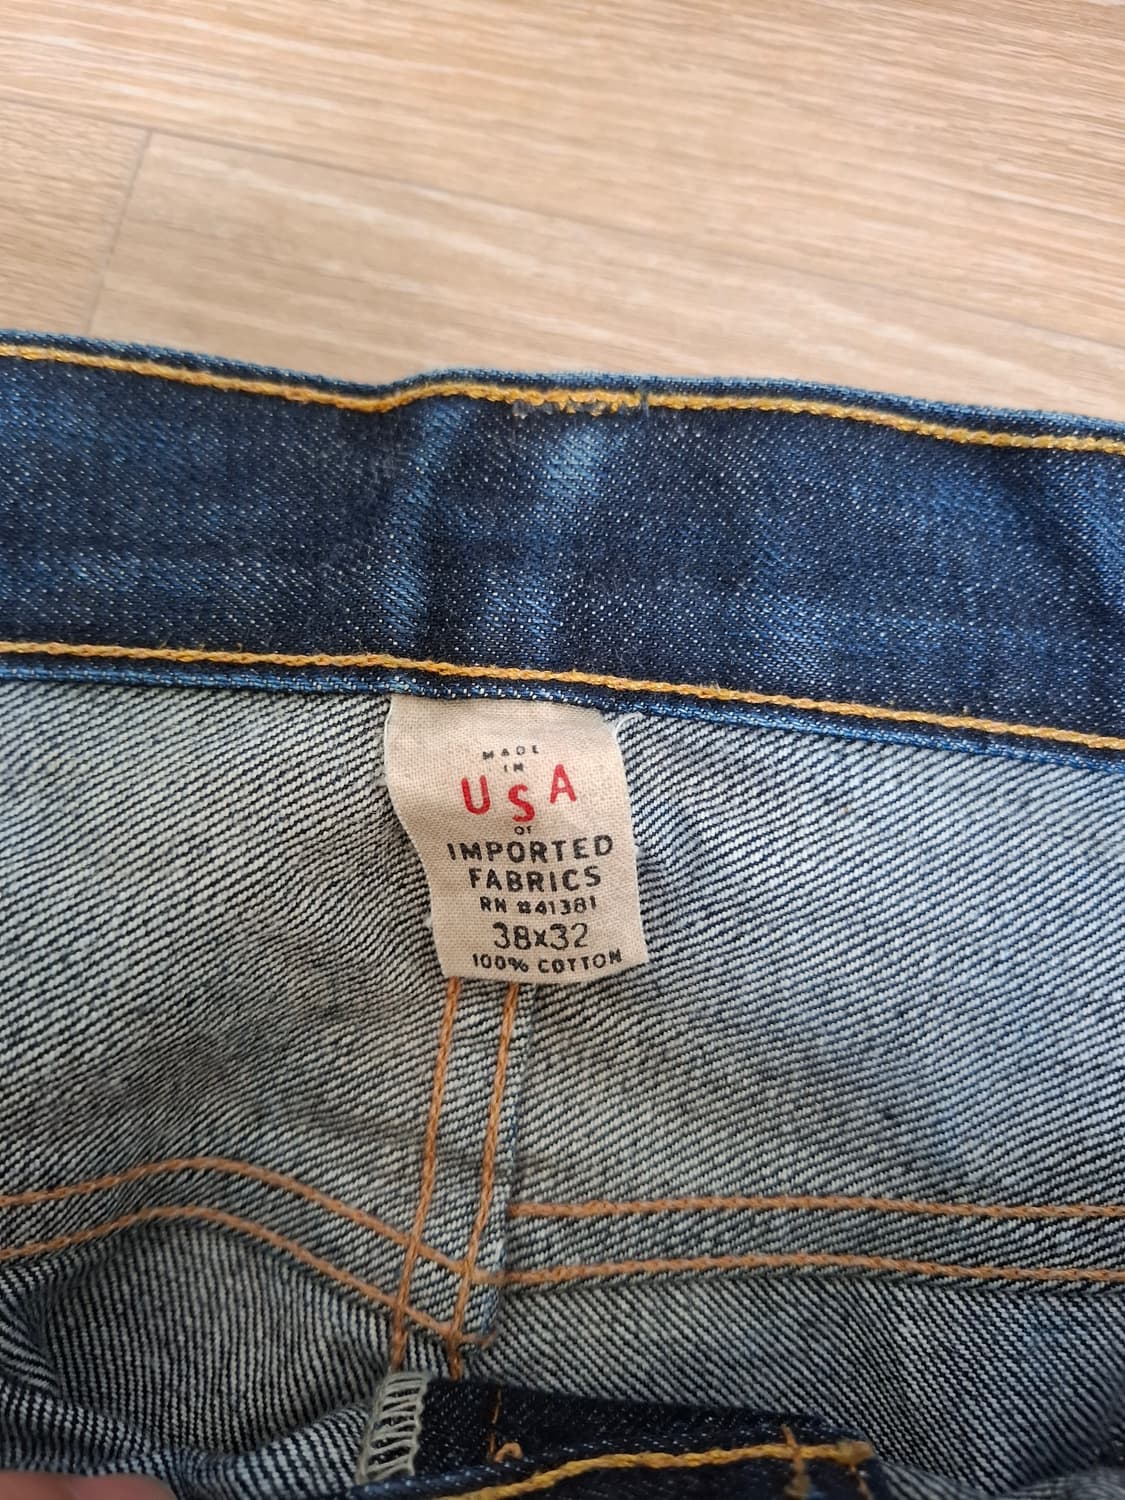 MADE
IN
USA
OF
IMPORTED
FABRICS
RN #41381
38x32
100% COTTON